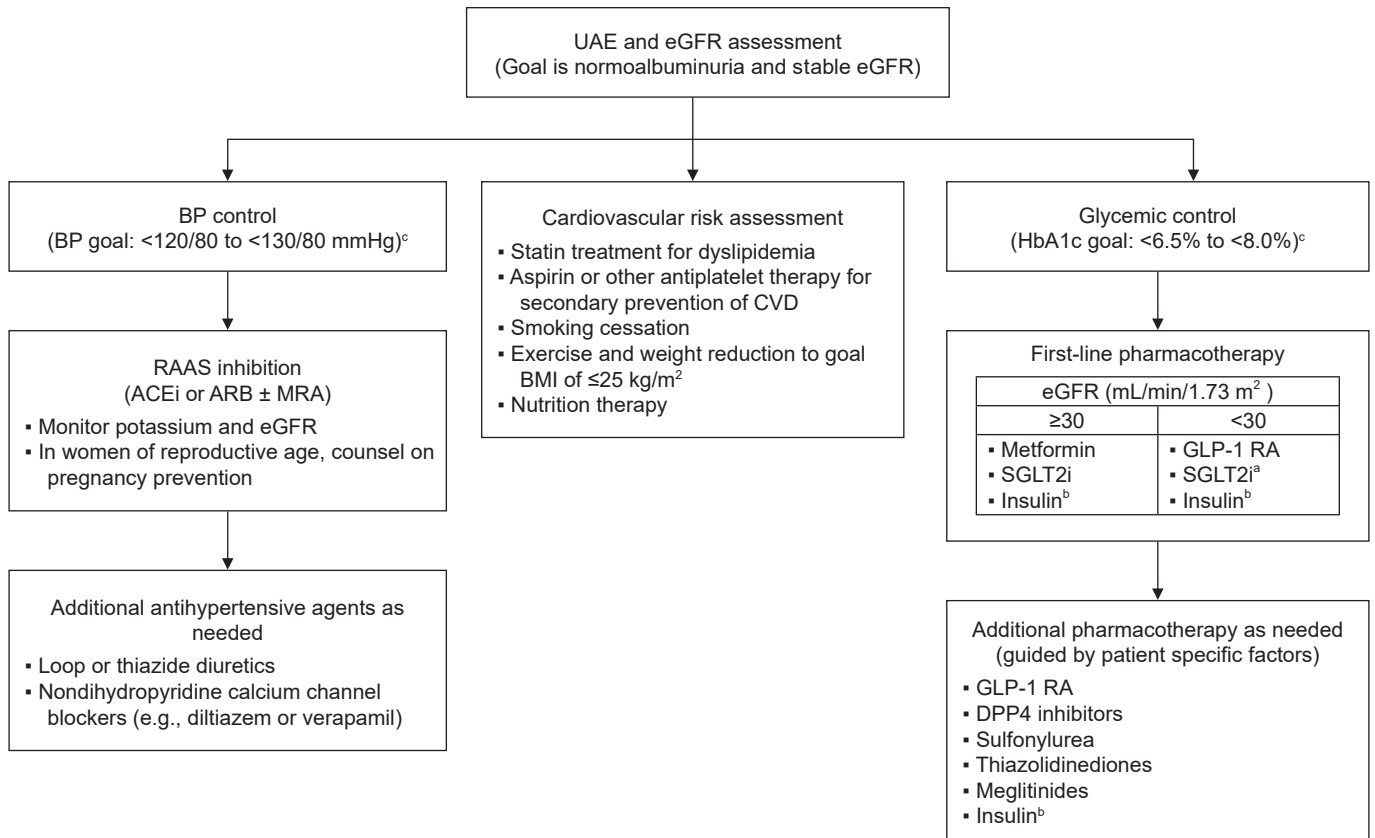 UAE and eGFR assessment
(Goal is normoalbuminuria and stable eGFR)
BP control
(BP goal: <120/80 to <130/80 mmHg)ᶜ
RAAS inhibition
(ACEi or ARB ± MRA)
▪ Monitor potassium and eGFR
▪ In women of reproductive age, counsel on
pregnancy prevention
Additional antihypertensive agents as
needed
▪ Loop or thiazide diuretics
▪ Nondihydropyridine calcium channel
blockers (e.g., diltiazem or verapamil)
Cardiovascular risk assessment
▪ Statin treatment for dyslipidemia
▪ Aspirin or other antiplatelet therapy for
secondary prevention of CVD
▪ Smoking cessation
▪ Exercise and weight reduction to goal
BMI of ≤25 kg/m²
▪ Nutrition therapy
Glycemic control
(HbA1c goal: <6.5% to <8.0%)ᶜ
First-line pharmacotherapy
eGFR (mL/min/1.73 m² )
≥30 <30
▪ Metformin ▪ GLP-1 RA
▪ SGLT2i ▪ SGLT2iᵃ
▪ Insulinᵇ ▪ Insulinᵇ
Additional pharmacotherapy as needed
(guided by patient specific factors)
▪ GLP-1 RA
▪ DPP4 inhibitors
▪ Sulfonylurea
▪ Thiazolidinediones
▪ Meglitinides
▪ Insulinᵇ